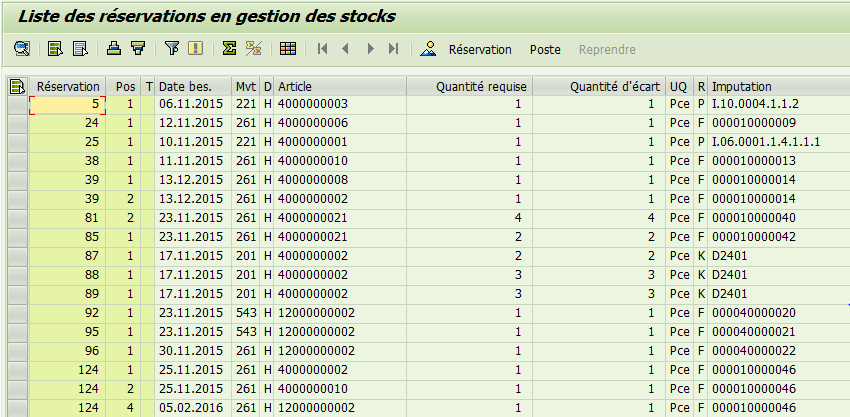 Liste des réservations en gestion des stocks
Réservation Poste Reprendre
Réservation Pos T Date bes. Mvt D Article Quantité requise Quantité d'écart UQ R Imputation
5 1 06.11.2015 221 H 4000000003 1 1 Pce P I.10.0004.1.1.2
24 1 12.11.2015 261 H 4000000006 1 1 Pce F 000010000009
25 1 10.11.2015 221 H 4000000001 1 1 Pce P I.06.0001.1.4.1.1.1
38 1 11.11.2015 261 H 4000000010 1 1 Pce F 000010000013
39 1 13.12.2015 261 H 4000000008 1 1 Pce F 000010000014
39 2 13.12.2015 261 H 4000000002 1 1 Pce F 000010000014
81 2 23.11.2015 261 H 4000000021 4 4 Pce F 000010000040
85 1 23.11.2015 261 H 4000000021 2 2 Pce F 000010000042
87 1 17.11.2015 201 H 4000000002 2 2 Pce K D2401
88 1 17.11.2015 201 H 4000000002 3 3 Pce K D2401
89 1 17.11.2015 201 H 4000000002 3 3 Pce K D2401
92 1 23.11.2015 543 H 12000000002 1 1 Pce F 000040000020
95 1 23.11.2015 543 H 12000000002 1 1 Pce F 000040000021
96 1 30.11.2015 261 H 12000000002 1 1 Pce F 000040000022
124 1 25.11.2015 261 H 4000000002 1 1 Pce F 000010000046
124 2 25.11.2015 261 H 4000000010 1 1 Pce F 000010000046
124 4 05.02.2016 261 H 12000000002 1 1 Pce F 000010000046